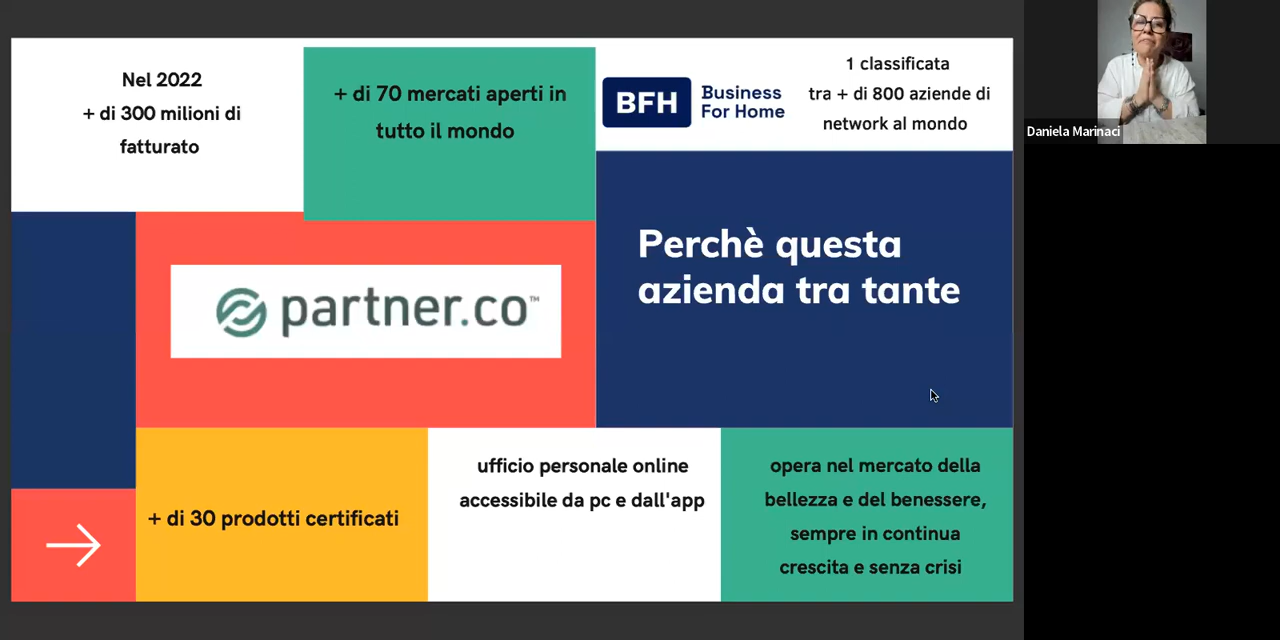 Nel 2022
+ di 300 milioni di
fatturato
+ di 70 mercati aperti in
tutto il mondo
BFH
Business
For Home
1 classificata
tra + di 800 aziende di
network al mondo
Daniela Marinaci
partner.co™
Perchè questa
azienda tra tante
+ di 30 prodotti certificati
ufficio personale online
accessibile da pc e dall'app
opera nel mercato della
bellezza e del benessere,
sempre in continua
crescita e senza crisi